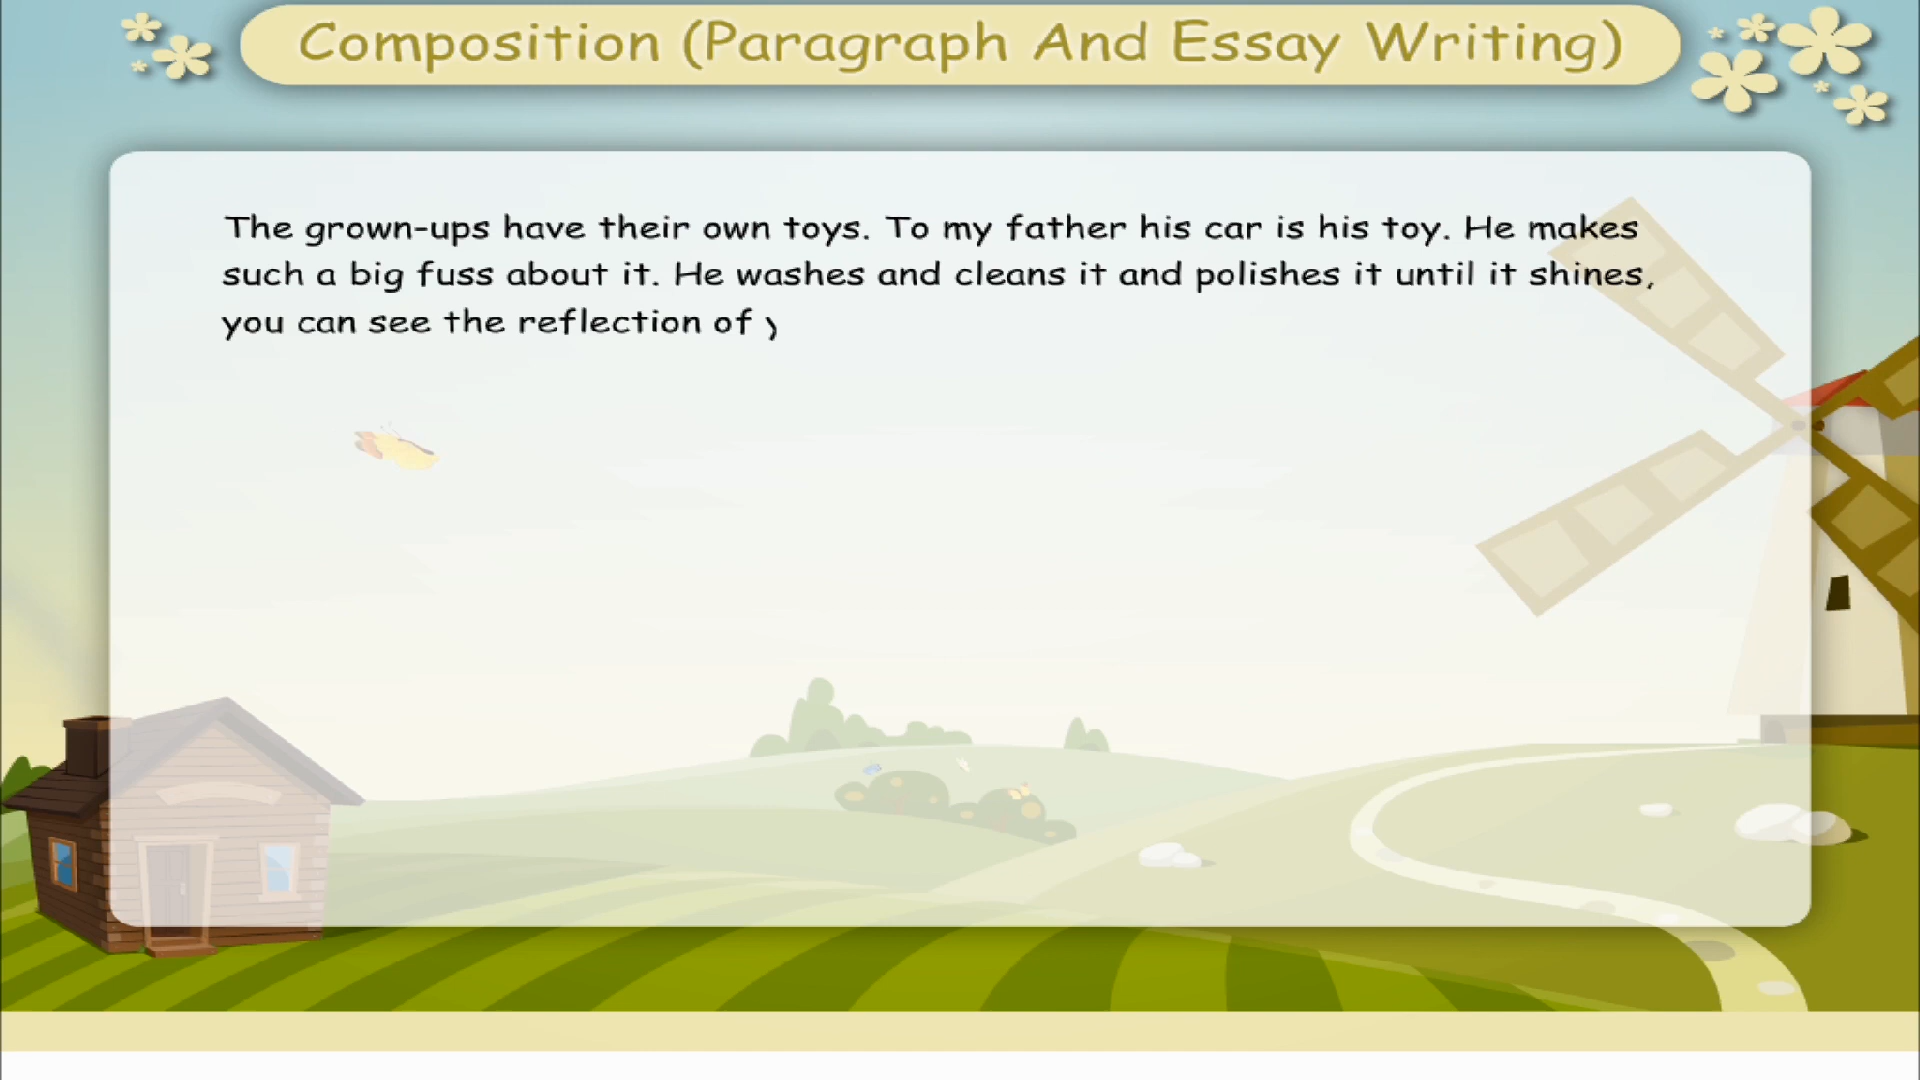 Composition (Paragraph And Essay Writing)
The grown-ups have their own toys. To my father his car is his toy. He makes
such a big fuss about it. He washes and cleans it and polishes it until it shines,
you can see the reflection of